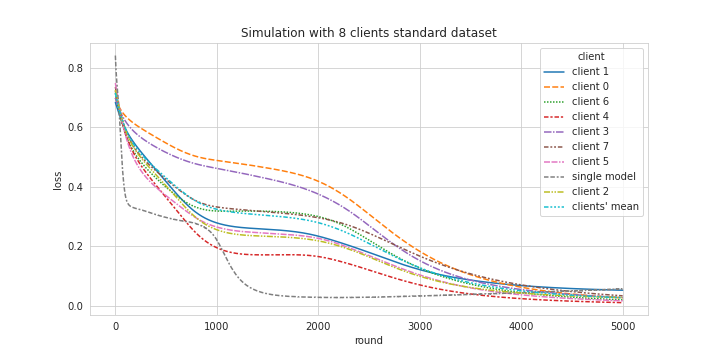 Simulation with 8 clients standard dataset
client
client 1
client 0
client 6
client 4
client 3
client 7
client 5
single model
client 2
clients' mean
loss
0.8
0.6
0.4
0.2
0.0
0
1000
2000
3000
4000
5000
round